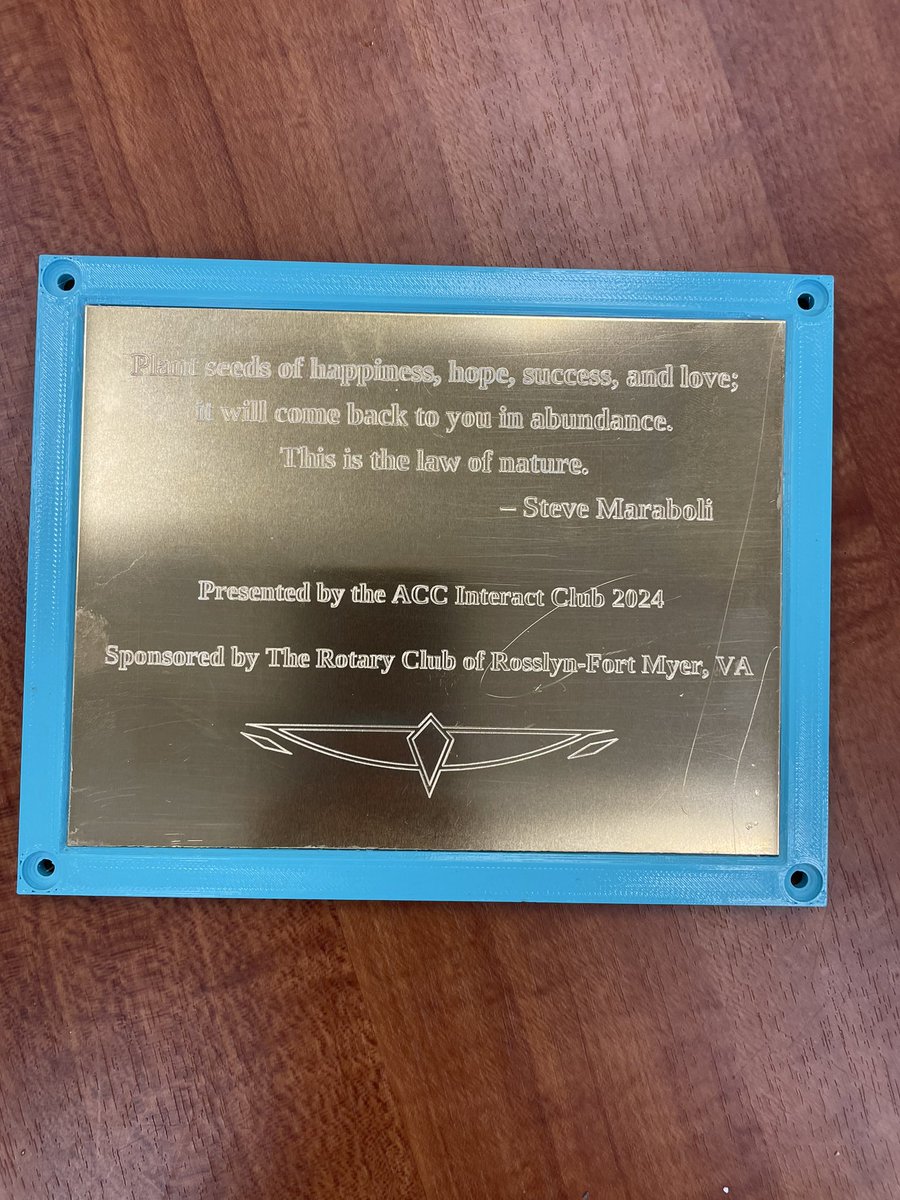 Plant seeds of happiness, hope, success, and love;
it will come back to you in abundance.
This is the law of nature.
– Steve Maraboli
Presented by the ACC Interact Club 2024
Sponsored by The Rotary Club of Rosslyn-Fort Myer, VA